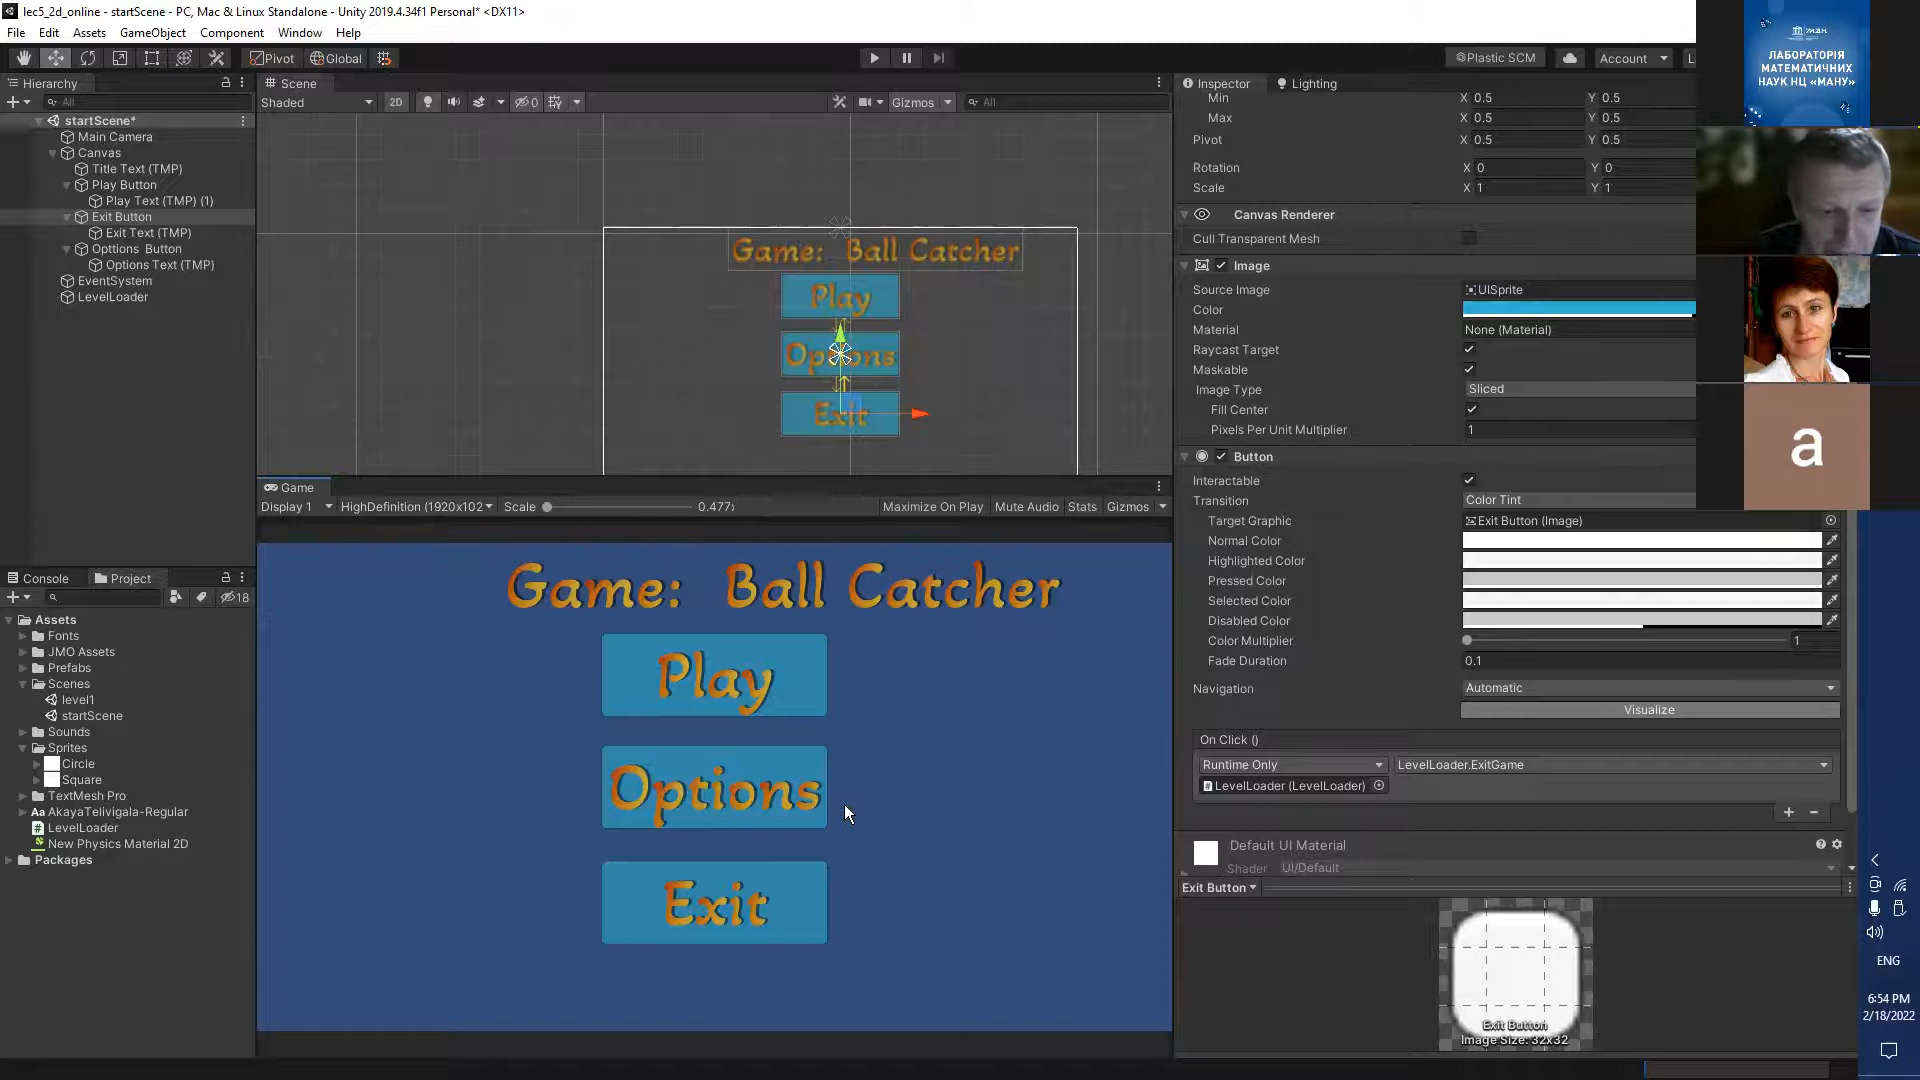 lec5_2d_online - startScene - PC, Mac & Linux Standalone - Unity 2019.4.34f1 Personal* <DX11>
File Edit Assets GameObject Component Window Help
Pivot Global Plastic SCM Account
Hierarchy
All
startScene*
Main Camera
Canvas
Title Text (TMP)
Play Button
Play Text (TMP) (1)
Exit Button
Exit Text (TMP)
Opttions Button
Options Text (TMP)
EventSystem
LevelLoader
Scene
Shaded 2D 0 Gizmos All
Game: Ball Catcher
Play
Options
Exit
Game
Display 1 HighDefinition (1920x102 Scale 0.477x Maximize On Play Mute Audio Stats Gizmos
Game: Ball Catcher
Play
Options
Exit
Console Project
18
Assets
Fonts
JMO Assets
Prefabs
Scenes
level1
startScene
Sounds
Sprites
Circle
Square
TextMesh Pro
Aa AkayaTelivigala-Regular
LevelLoader
New Physics Material 2D
Packages
Inspector Lighting
Min X 0.5 Y 0.5
Max X 0.5 Y 0.5
Pivot X 0.5 Y 0.5
Rotation X 0 Y 0
Scale X 1 Y 1
Canvas Renderer
Cull Transparent Mesh
Image
Source Image UISprite
Color
Material None (Material)
Raycast Target
Maskable
Image Type Sliced
Fill Center
Pixels Per Unit Multiplier 1
Button
Interactable
Transition Color Tint
Target Graphic Exit Button (Image)
Normal Color
Highlighted Color
Pressed Color
Selected Color
Disabled Color
Color Multiplier 1
Fade Duration 0.1
Navigation Automatic
Visualize
On Click ()
Runtime Only LevelLoader.ExitGame
LevelLoader (LevelLoader)
Default UI Material
Shader UI/Default
Exit Button
Exit Button
Image Size: 32x32
ЛАБОРАТОРІЯ
МАТЕМАТИЧНИХ
НАУК НЦ «МАНУ»
a
ENG
6:54 PM
2/18/2022